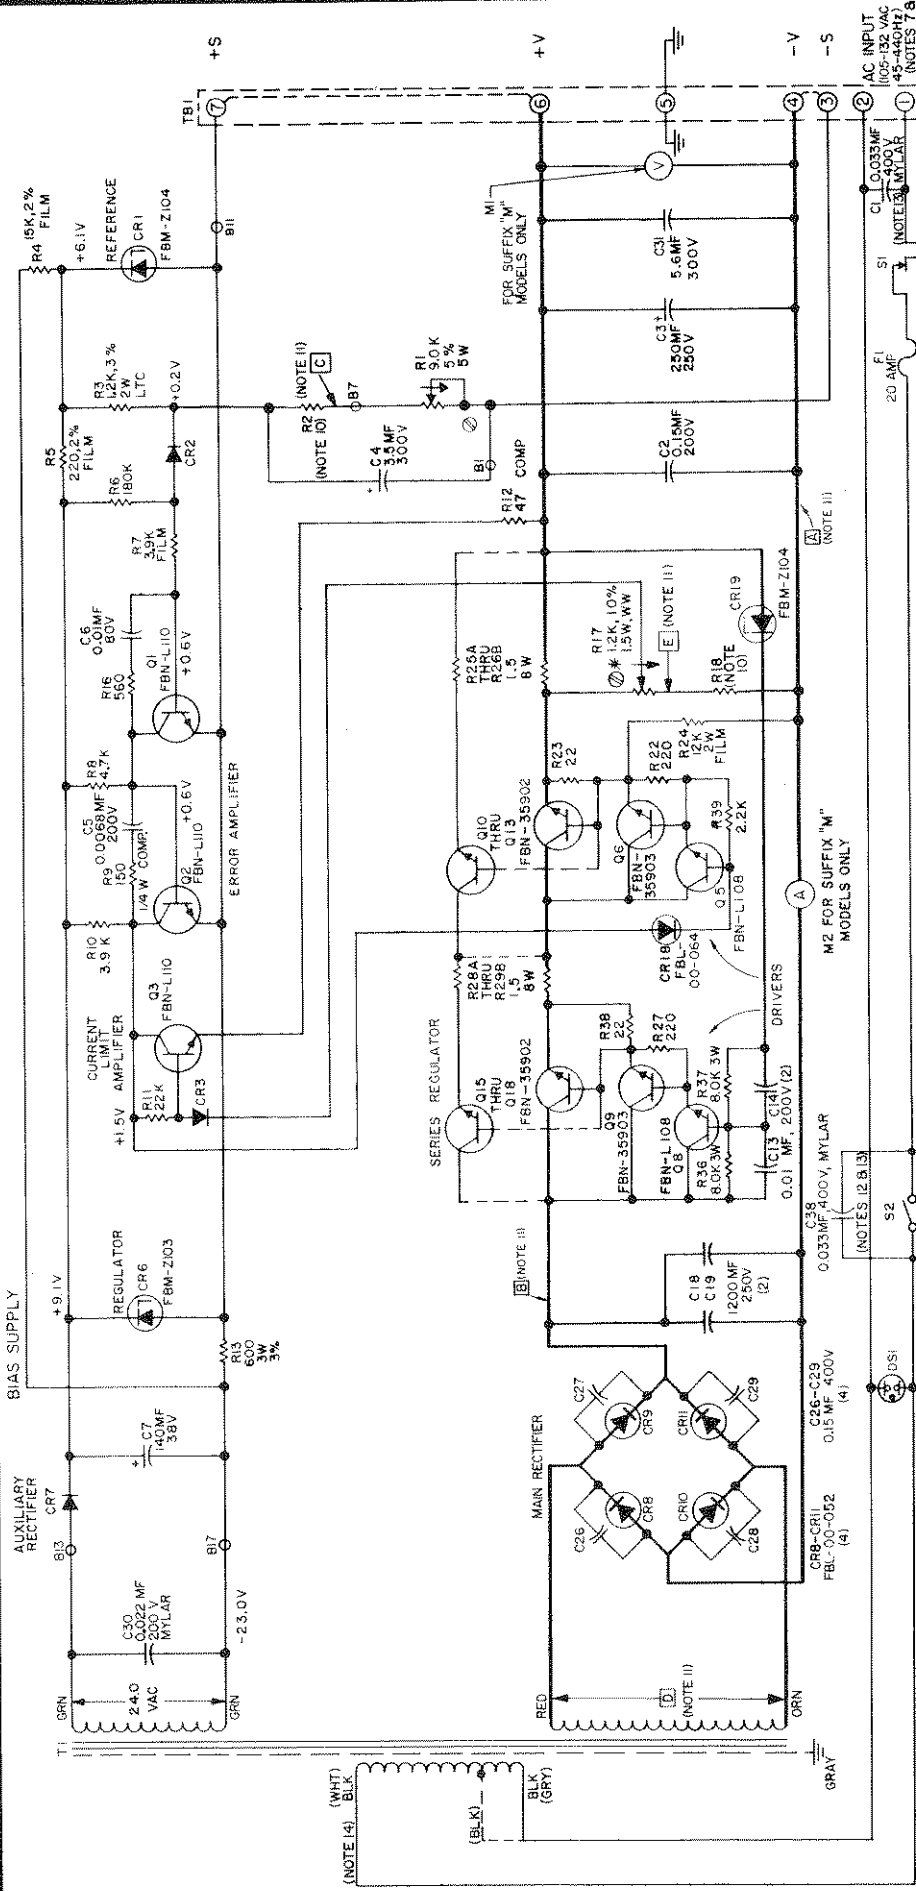 BIAS SUPPLY
AUXILIARY
RECTIFIER
T1
GRN
24.0
VAC
GRN
C30
0.022 MF
200 V
MYLAR
-23.0V
B13
CR7
B17
+
C7
140MF
38V
+9.1V
REGULATOR
CR6
FBM-Z103
R13
600
3W
3%
CURRENT
LIMIT
AMPLIFIER
+1.5V
R11
22K
CR3
Q3
FBN-L110
R10
3.9K
R9
150
1/4 W COMP.
C5
0.0068MF
200V
Q2
FBN-L110
+0.6V
ERROR AMPLIFIER
R8
4.7K
R16
560
C6
0.01MF
80V
Q1
FBN-L110
+0.6V
R7
3.9K
FILM
R6
180K
R5
220,2%
FILM
CR2
R3
1.2K,3%
2W
LTC
+0.2V
R4 15K,2%
FILM
+6.1V
REFERENCE
CR1
FBM-Z104
B11
TB1
7
+S
R2
(NOTE 10)
(NOTE 11)
C
B7
C4
3.5MF
300V
+
R1
9.0K
5%
5W
B1
R12
47
COMP
SERIES REGULATOR
Q15
THRU
Q18
FBN-35902
R28A
THRU
R29B
1.5
8W
Q10
THRU
Q13
FBN-35902
R25A
THRU
R26B
1.5
8W
R38
22
R27
220
Q9
FBN-35903
FBN-L108
Q8
R36
8.0K 3W
R37
8.0K 3W
C13
C14
0.01 MF, 200V(2)
DRIVERS
CR18
FBL-
00-064
R23
22
Q6
FBN-
35903
R22
220
R24
12K
2W
FILM
Q5
FBN-L108
R39
2.2K
R17
* 1.2K,10%
1.5W,WW
E (NOTE 11)
R18
(NOTE
10)
CR19
FBM-Z104
C2
0.15MF
200V
C3
+
250V
C31
5.6MF
300V
FOR SUFFIX "M"
MODELS ONLY
M1
V
6
+V
5
4
-V
3
-S
A
(NOTE 11)
A
M2 FOR SUFFIX "M"
MODELS ONLY
B (NOTE 11)
C18
C19
1200 MF
250V
(2)
MAIN RECTIFIER
C26
CR8
C27
CR9
CR10
C28
CR11
C29
CR8-CR11
FBL-00-052
(4)
C26-C29
0.15 MF 400V
(4)
RED
D
(NOTE 11)
ORN
GRAY
(WHT)
BLK
(NOTE 14)
(BLK)
BLK
(GRY)
DS1
C38
0.033MF,400V, MYLAR
(NOTES 12&13)
S2
F1
20 AMP
S1
C1
0.033MF
400V
MYLAR
(NOTE13)
2
1
AC INPUT
(105-132 VAC
45-440Hz)
(NOTES 7&